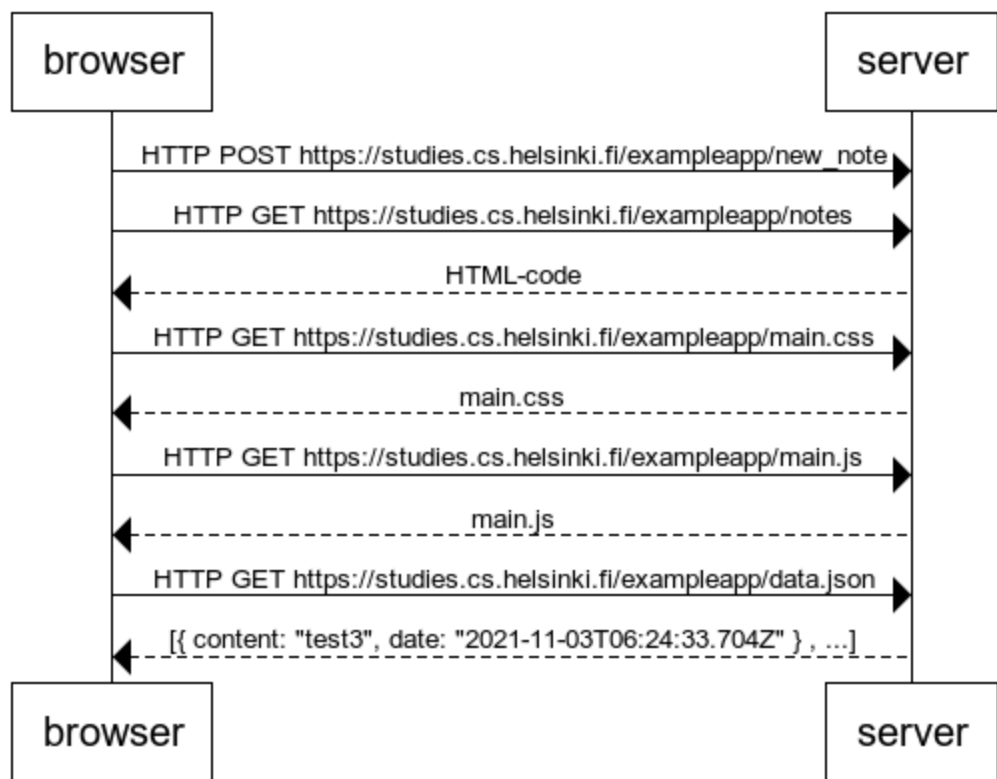 browser server
HTTP POST https://studies.cs.helsinki.fi/exampleapp/new_note
HTTP GET https://studies.cs.helsinki.fi/exampleapp/notes
HTML-code
HTTP GET https://studies.cs.helsinki.fi/exampleapp/main.css
main.css
HTTP GET https://studies.cs.helsinki.fi/exampleapp/main.js
main.js
HTTP GET https://studies.cs.helsinki.fi/exampleapp/data.json
[{ content: "test3", date: "2021-11-03T06:24:33.704Z" } , ...]
browser server